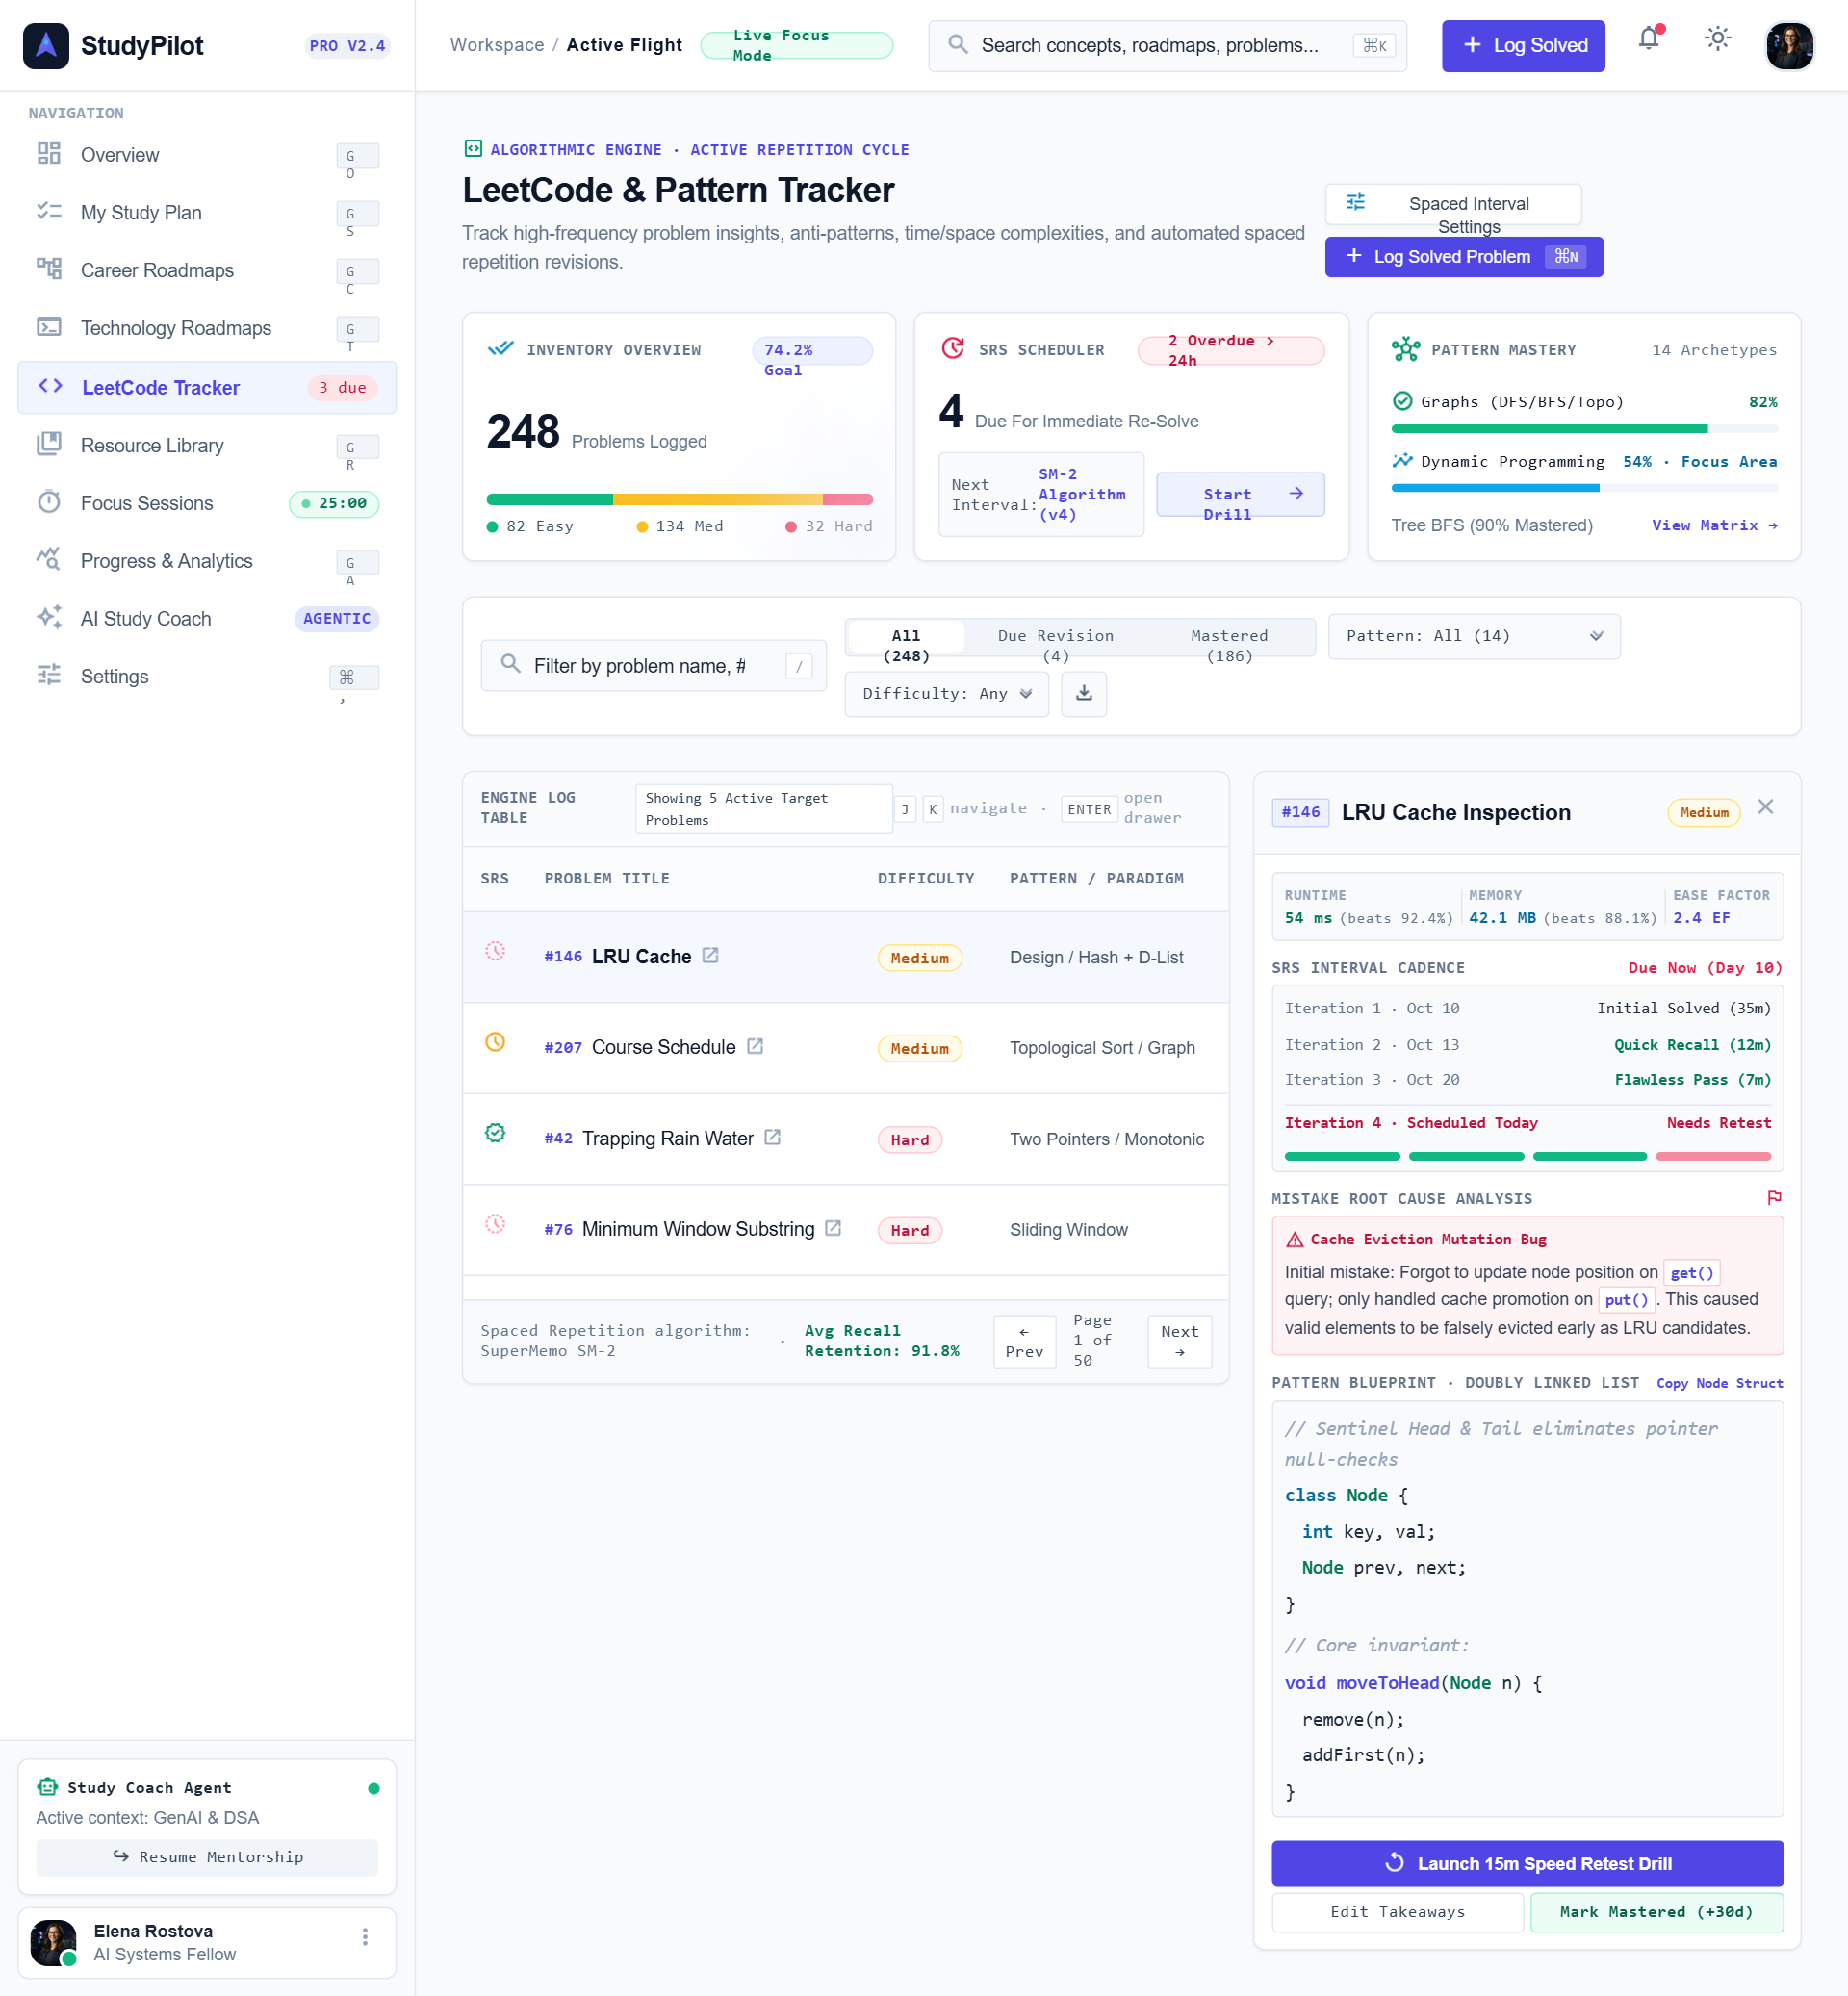 StudyPilot
PRO V2.4
NAVIGATION
Overview
G
O
My Study Plan
G
S
Career Roadmaps
G
C
Technology Roadmaps
G
T
LeetCode Tracker
3 due
Resource Library
G
R
Focus Sessions
25:00
Progress & Analytics
G
A
AI Study Coach
AGENTIC
Settings
⌘
,
Study Coach Agent
Active context: GenAI & DSA
↪ Resume Mentorship
Elena Rostova
AI Systems Fellow
Workspace / Active Flight
Live Focus
Mode
Search concepts, roadmaps, problems...
⌘K
+ Log Solved
ALGORITHMIC ENGINE · ACTIVE REPETITION CYCLE
LeetCode & Pattern Tracker
Track high-frequency problem insights, anti-patterns, time/space complexities, and automated spaced
repetition revisions.
Spaced Interval
Settings
+ Log Solved Problem ⌘N
INVENTORY OVERVIEW
74.2%
Goal
248 Problems Logged
82 Easy
134 Med
32 Hard
SRS SCHEDULER
2 Overdue >
24h
4 Due For Immediate Re-Solve
Next
Interval:
SM-2
Algorithm
(v4)
Start
Drill
PATTERN MASTERY
14 Archetypes
Graphs (DFS/BFS/Topo)
82%
Dynamic Programming
54% · Focus Area
Tree BFS (90% Mastered)
View Matrix →
Filter by problem name, #
/
All
(248)
Due Revision
(4)
Mastered
(186)
Pattern: All (14)
Difficulty: Any
ENGINE LOG
TABLE
Showing 5 Active Target
Problems
J K navigate · ENTER open
drawer
SRS PROBLEM TITLE DIFFICULTY PATTERN / PARADIGM
#146 LRU Cache Medium Design / Hash + D-List
#207 Course Schedule Medium Topological Sort / Graph
#42 Trapping Rain Water Hard Two Pointers / Monotonic
#76 Minimum Window Substring Hard Sliding Window
Spaced Repetition algorithm:
SuperMemo SM-2
·
Avg Recall
Retention: 91.8%
←
Prev
Page
1 of
50
Next
→
#146 LRU Cache Inspection
Medium
RUNTIME
54 ms (beats 92.4%)
MEMORY
42.1 MB (beats 88.1%)
EASE FACTOR
2.4 EF
SRS INTERVAL CADENCE
Due Now (Day 10)
Iteration 1 · Oct 10 Initial Solved (35m)
Iteration 2 · Oct 13 Quick Recall (12m)
Iteration 3 · Oct 20 Flawless Pass (7m)
Iteration 4 · Scheduled Today Needs Retest
MISTAKE ROOT CAUSE ANALYSIS
Cache Eviction Mutation Bug
Initial mistake: Forgot to update node position on get()
query; only handled cache promotion on put(). This caused
valid elements to be falsely evicted early as LRU candidates.
PATTERN BLUEPRINT · DOUBLY LINKED LIST
Copy Node Struct
// Sentinel Head & Tail eliminates pointer
null-checks
class Node {
int key, val;
Node prev, next;
}
// Core invariant:
void moveToHead(Node n) {
remove(n);
addFirst(n);
}
Launch 15m Speed Retest Drill
Edit Takeaways
Mark Mastered (+30d)